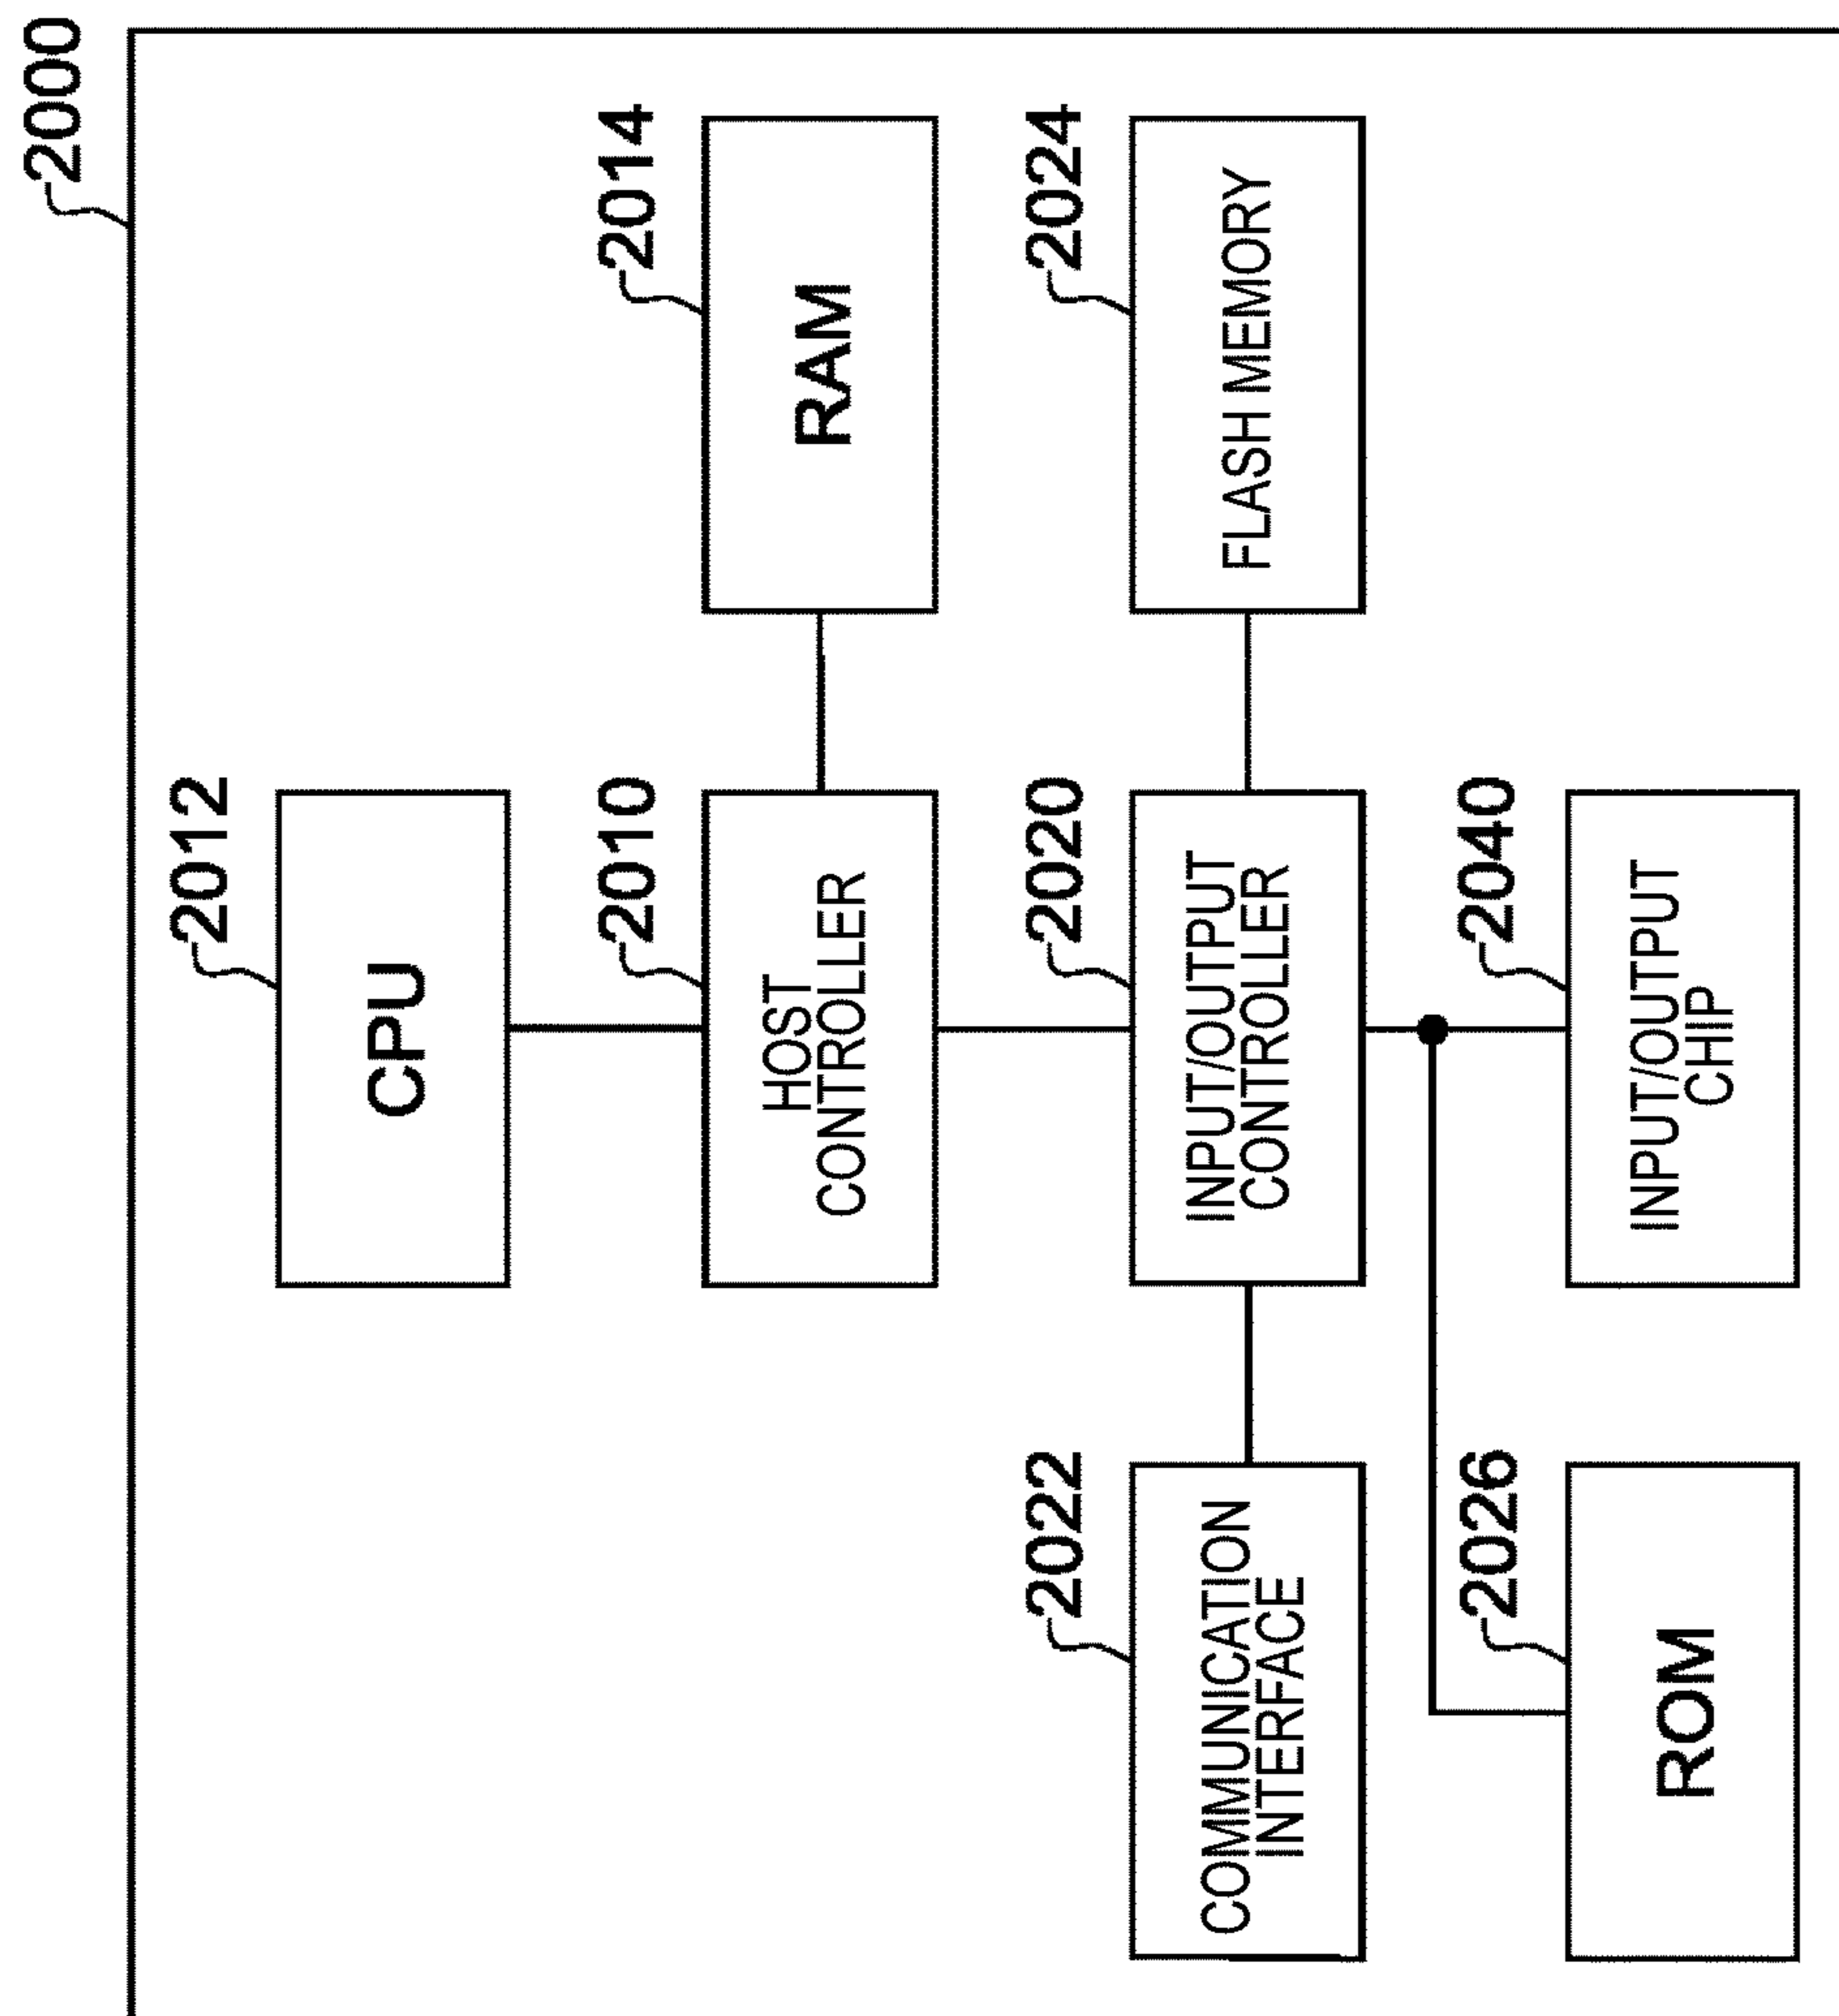 2000
2012
CPU
2010
HOST
CONTROLLER
2014
RAM
2022
COMMUNICATION
INTERFACE
2020
INPUT/OUTPUT
CONTROLLER
2024
FLASH MEMORY
2026
ROM
2040
INPUT/OUTPUT
CHIP